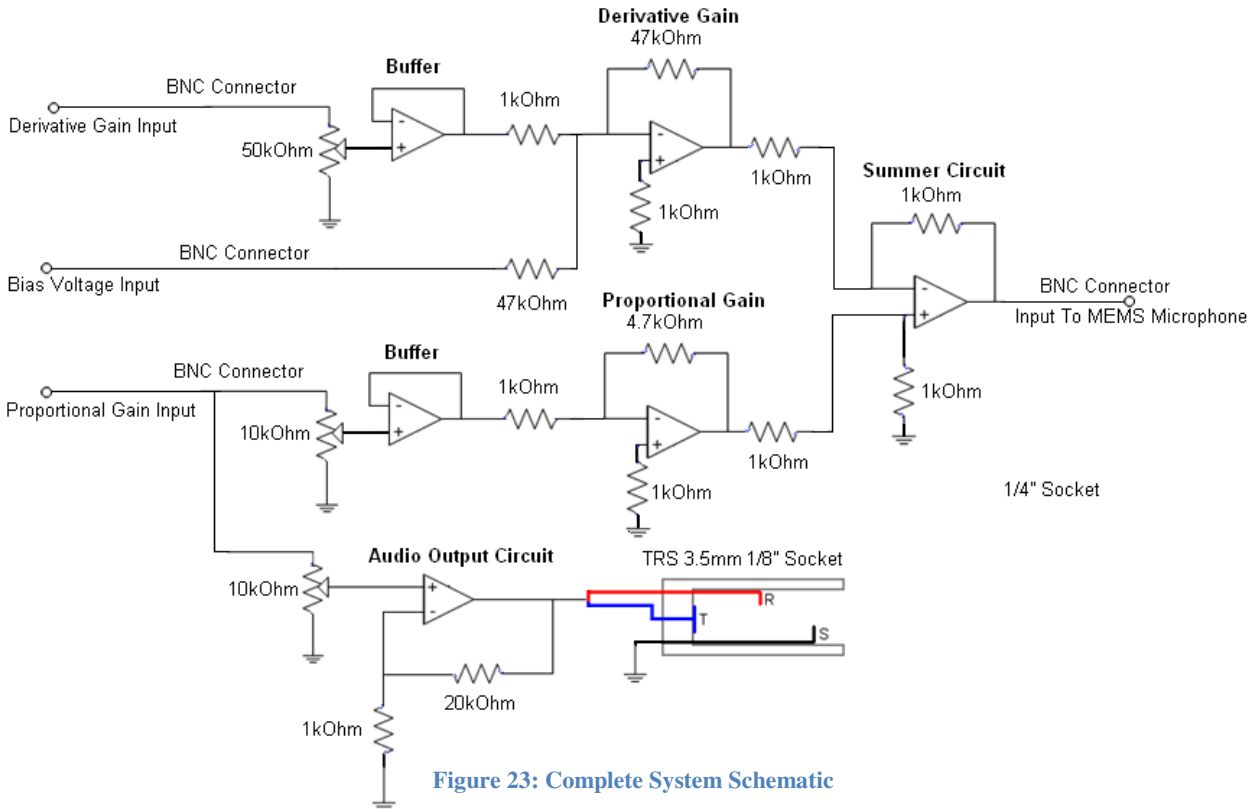 Derivative Gain
47kOhm
Buffer
BNC Connector
1kOhm
Derivative Gain Input
50kOhm
1kOhm
Summer Circuit
1kOhm
1kOhm
BNC Connector
Bias Voltage Input
47kOhm
BNC Connector
Input To MEMS Microphone
Proportional Gain
4.7kOhm
Buffer
BNC Connector
1kOhm
1kOhm
Proportional Gain Input
10kOhm
1kOhm
1kOhm
1/4" Socket
Audio Output Circuit
TRS 3.5mm 1/8" Socket
10kOhm
R
T
S
20kOhm
1kOhm
Figure 23: Complete System Schematic